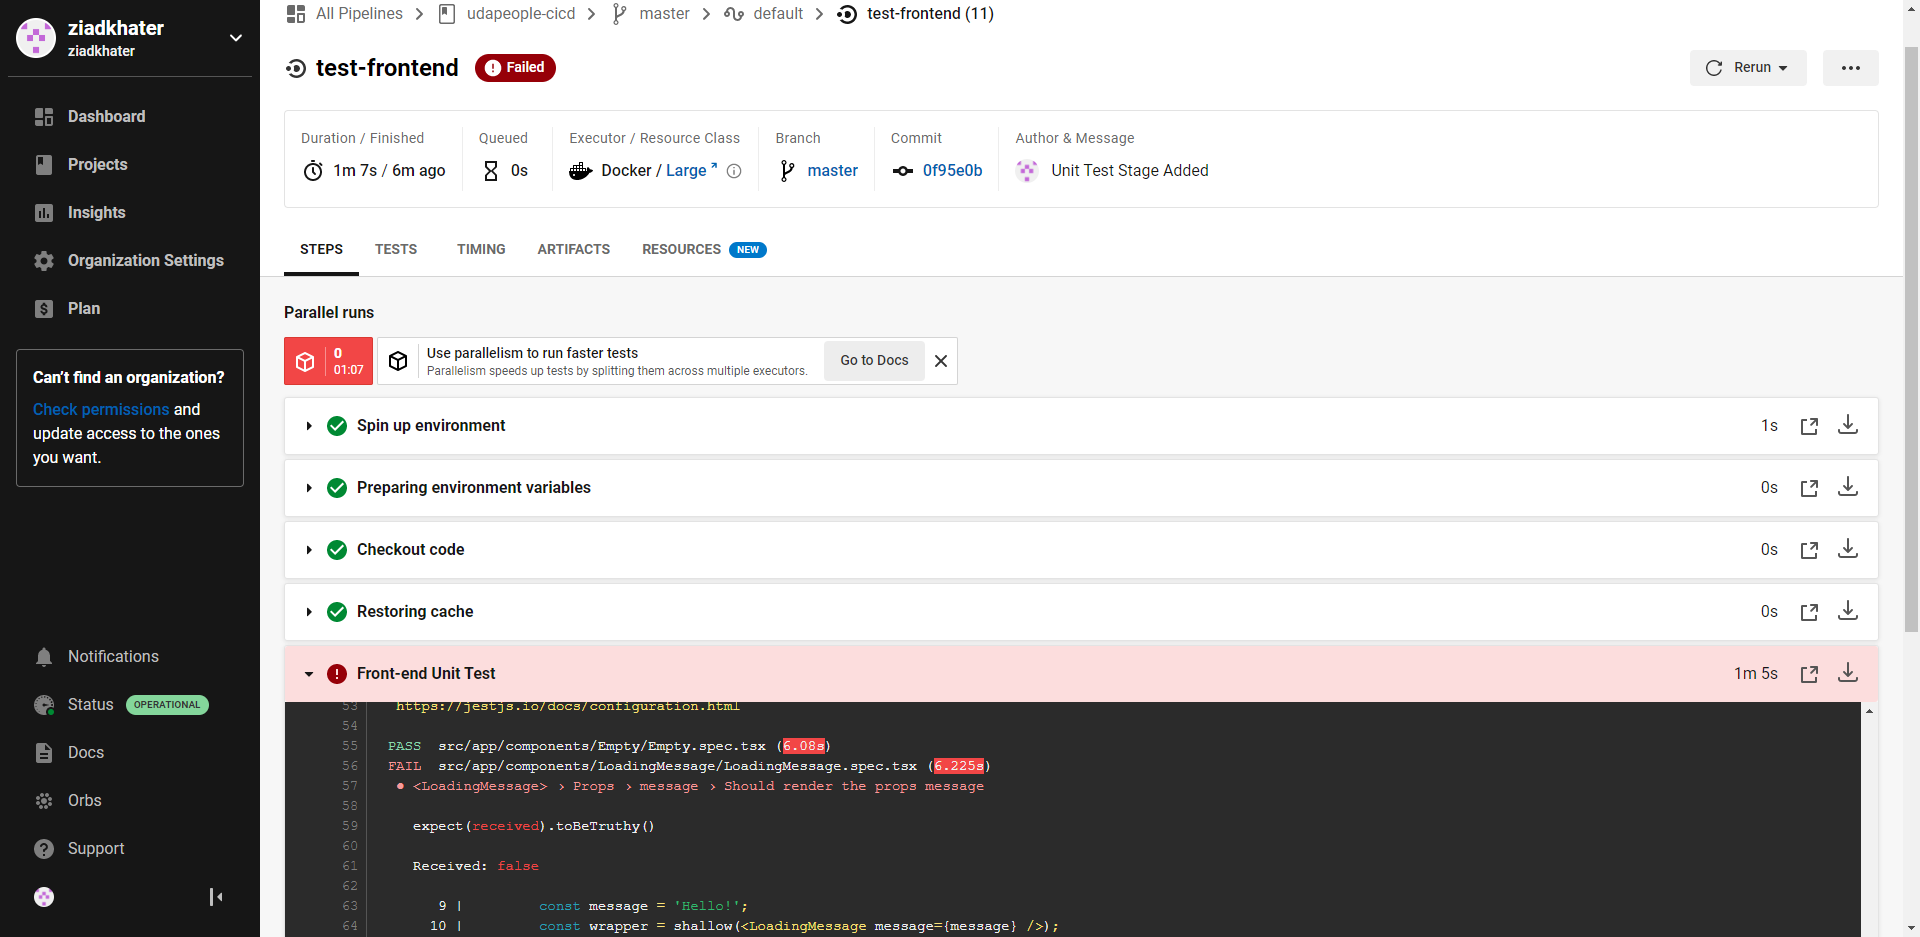 ziadkhater
ziadkhater
Dashboard
Projects
Insights
Organization Settings
Plan
Can't find an organization?
Check permissions and
update access to the ones
you want.
Notifications
Status OPERATIONAL
Docs
Orbs
Support
All Pipelines udapeople-cicd master default test-frontend (11)
test-frontend Failed
Rerun
Duration / Finished Queued Executor / Resource Class Branch Commit Author & Message
1m 7s / 6m ago 0s Docker / Large master 0f95e0b Unit Test Stage Added
STEPS TESTS TIMING ARTIFACTS RESOURCES NEW
Parallel runs
0
01:07
Use parallelism to run faster tests
Parallelism speeds up tests by splitting them across multiple executors.
Go to Docs
Spin up environment 1s
Preparing environment variables 0s
Checkout code 0s
Restoring cache 0s
Front-end Unit Test 1m 5s
53 https://jestjs.io/docs/configuration.html
54
55 PASS src/app/components/Empty/Empty.spec.tsx (6.08s)
56 FAIL src/app/components/LoadingMessage/LoadingMessage.spec.tsx (6.225s)
57 ● <LoadingMessage> › Props › message › Should render the props message
58
59 expect(received).toBeTruthy()
60
61 Received: false
62
63 9 | const message = 'Hello!';
64 10 | const wrapper = shallow(<LoadingMessage message={message} />);